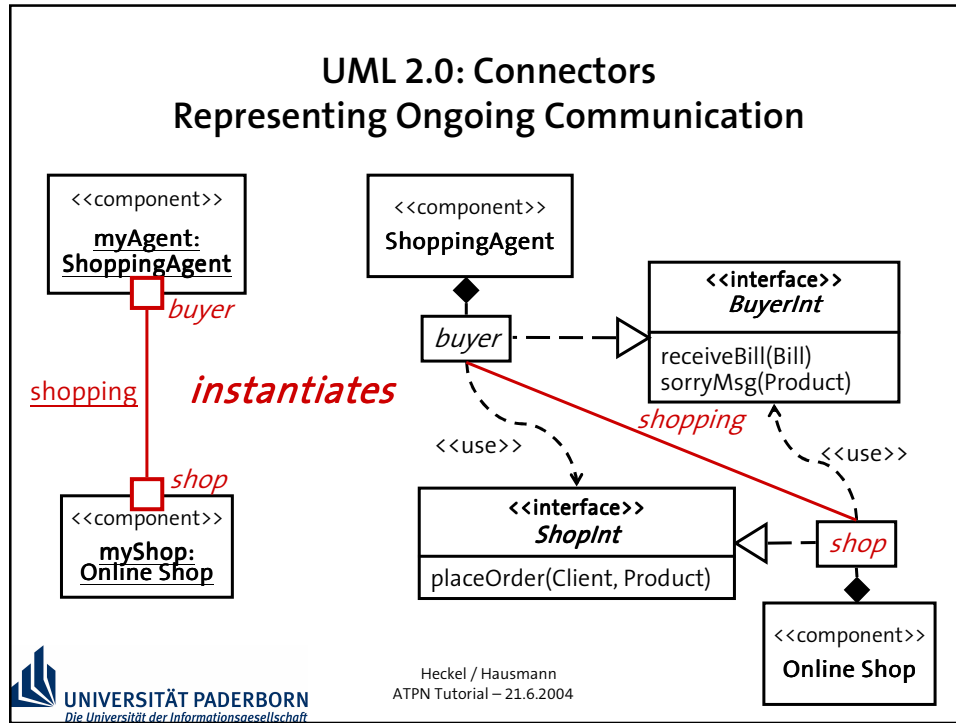 UML 2.0: Connectors
Representing Ongoing Communication
<<component>>
myAgent:
ShoppingAgent
buyer
shopping
shop
<<component>>
myShop:
Online Shop
instantiates
<<component>>
ShoppingAgent
buyer
<<interface>>
BuyerInt
receiveBill(Bill)
sorryMsg(Product)
shopping
<<use>>
<<use>>
<<interface>>
ShopInt
placeOrder(Client, Product)
shop
<<component>>
Online Shop
UNIVERSITÄT PADERBORN
Die Universität der Informationsgesellschaft
Heckel / Hausmann
ATPN Tutorial – 21.6.2004